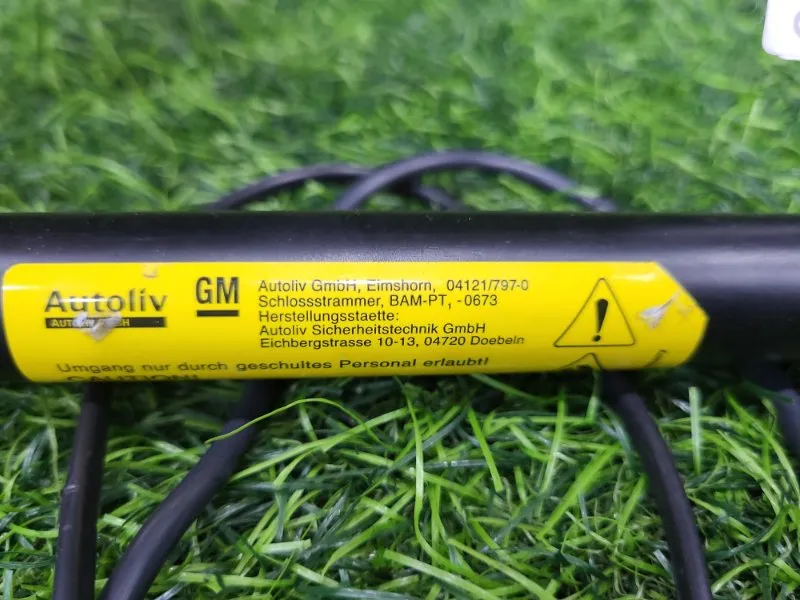 Autoliv
GM
Autoliv GmbH, Elmshorn, 04121/797-0
Schlossstrammer, BAM-PT, -0673
Herstellungsstaette:
Autoliv Sicherheitstechnik GmbH
Eichbergstrasse 10-13, 04720 Doebeln
Umgang nur durch geschultes Personal erlaubt!
CAUTION!